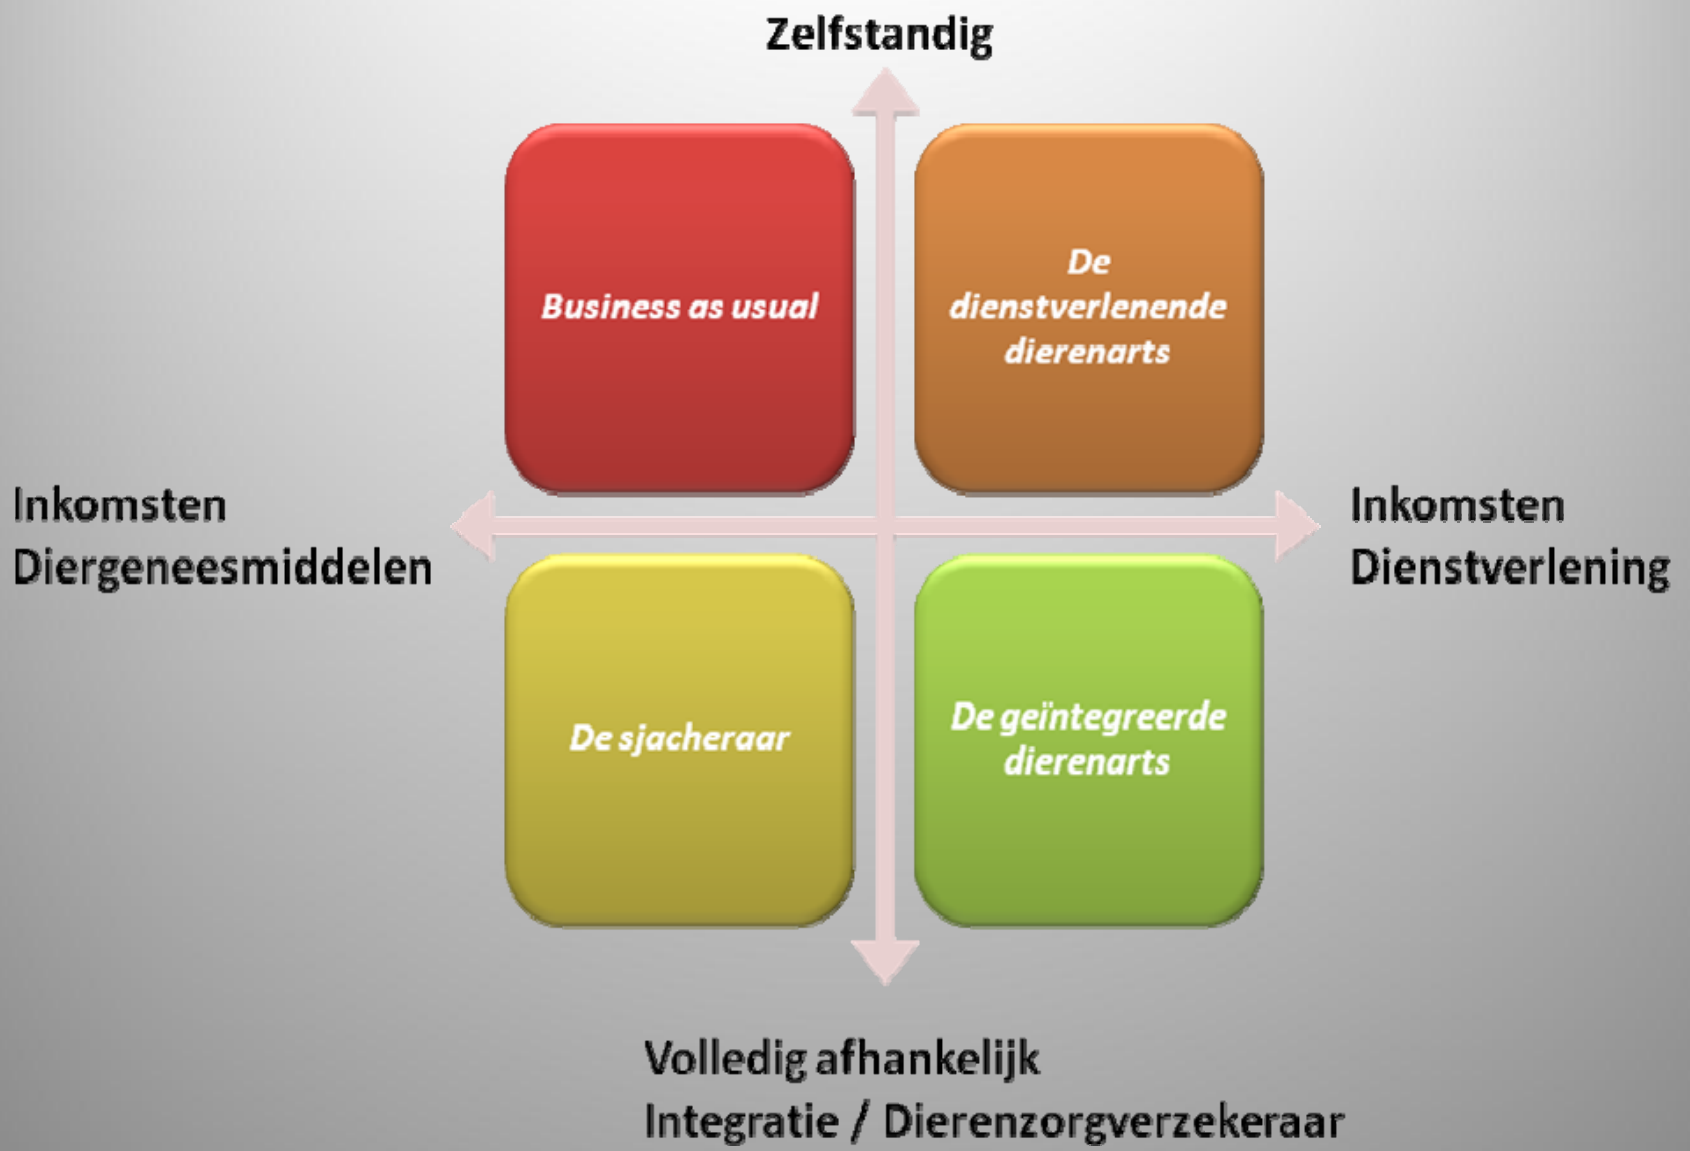 Zelfstandig
Business as usual
De
dienstverlenende
dierenarts
Inkomsten
Diergeneesmiddelen
Inkomsten
Dienstverlening
De sjacheraar
De geïntegreerde
dierenarts
Volledig afhankelijk
Integratie / Dierenzorgverzekeraar